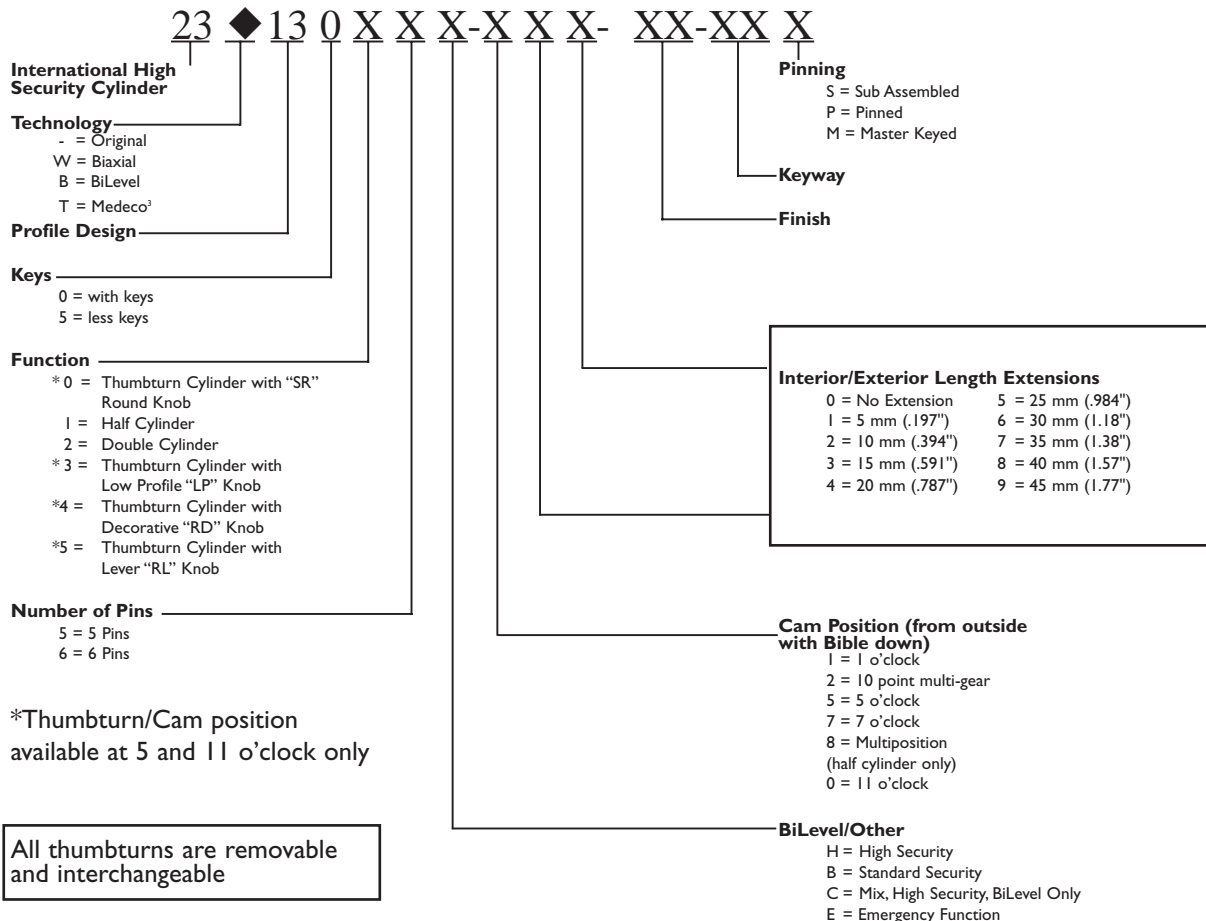 23 ◆ 13 0 X X X-X X X- XX-XX X
International High
Security Cylinder
Technology
- = Original
W = Biaxial
B = BiLevel
T = Medeco³
Profile Design
Keys
0 = with keys
5 = less keys
Function
* 0 = Thumbturn Cylinder with “SR”
Round Knob
1 = Half Cylinder
2 = Double Cylinder
* 3 = Thumbturn Cylinder with
Low Profile “LP” Knob
*4 = Thumbturn Cylinder with
Decorative “RD” Knob
*5 = Thumbturn Cylinder with
Lever “RL” Knob
Number of Pins
5 = 5 Pins
6 = 6 Pins
*Thumbturn/Cam position
available at 5 and 11 o’clock only
All thumbturns are removable
and interchangeable
Pinning
S = Sub Assembled
P = Pinned
M = Master Keyed
Keyway
Finish
Interior/Exterior Length Extensions
0 = No Extension 5 = 25 mm (.984")
1 = 5 mm (.197") 6 = 30 mm (1.18")
2 = 10 mm (.394") 7 = 35 mm (1.38")
3 = 15 mm (.591") 8 = 40 mm (1.57")
4 = 20 mm (.787") 9 = 45 mm (1.77")
Cam Position (from outside
with Bible down)
1 = 1 o’clock
2 = 10 point multi-gear
5 = 5 o’clock
7 = 7 o’clock
8 = Multiposition
(half cylinder only)
0 = 11 o’clock
BiLevel/Other
H = High Security
B = Standard Security
C = Mix, High Security, BiLevel Only
E = Emergency Function